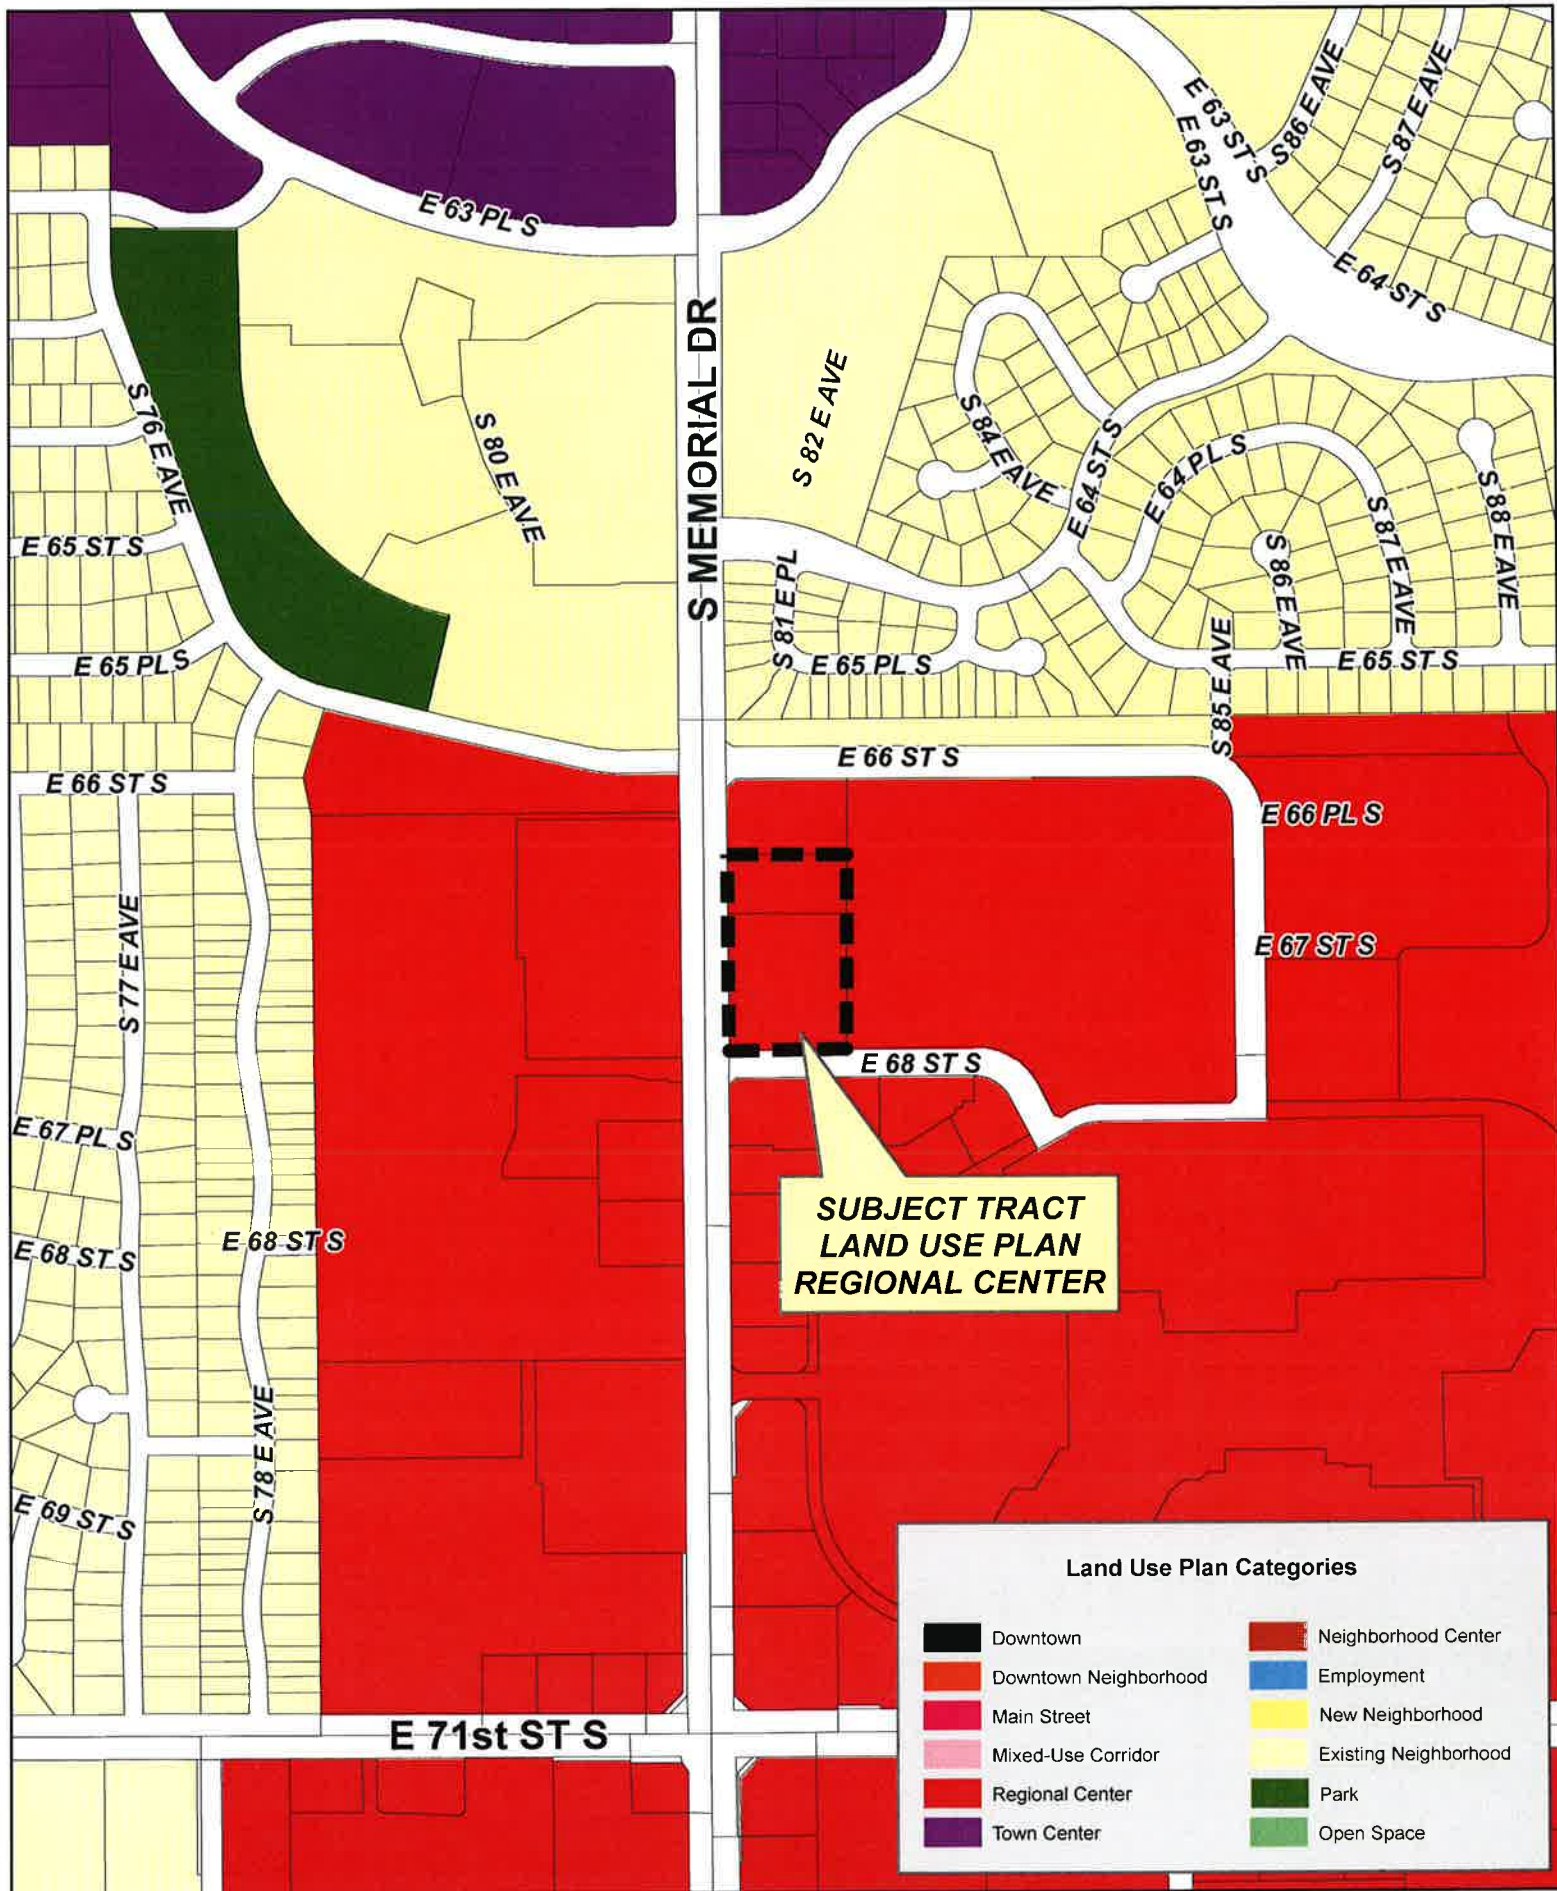 E 63 ST S
E 63 ST S
S 86 E AVE
S 87 E AVE
E 63 PL S
E 64 ST S
S MEMORIAL DR
S 82 E AVE
S 76 E AVE
S 80 E AVE
S 84 E AVE
E 64 ST S
E 64 PL S
S 87 E AVE
S 88 E AVE
S 86 E AVE
E 65 ST S
S 81 E PL
E 65 PL S
E 65 PL S
S 85 E AVE
E 65 ST S
E 66 ST S
E 66 ST S
E 66 PL S
S 77 E AVE
E 67 ST S
E 68 ST S
E 67 PL S
E 68 ST S
E 68 ST S
SUBJECT TRACT
LAND USE PLAN
REGIONAL CENTER
S 78 E AVE
E 69 ST S
E 71st ST S
Land Use Plan Categories
Downtown
Downtown Neighborhood
Main Street
Mixed-Use Corridor
Regional Center
Town Center
Neighborhood Center
Employment
New Neighborhood
Existing Neighborhood
Park
Open Space